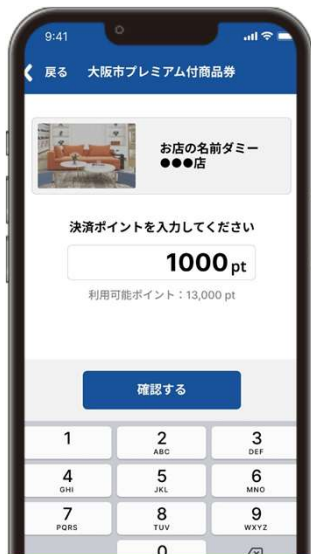 9:41
戻る 大阪市プレミアム付商品券
お店の名前ダミー
●●●店
決済ポイントを入力してください
1000 pt
利用可能ポイント：13,000 pt
確認する
1 2 3
ABC DEF
4 5 6
GHI JKL MNO
7 8 9
PQRS TUV WXYZ
0